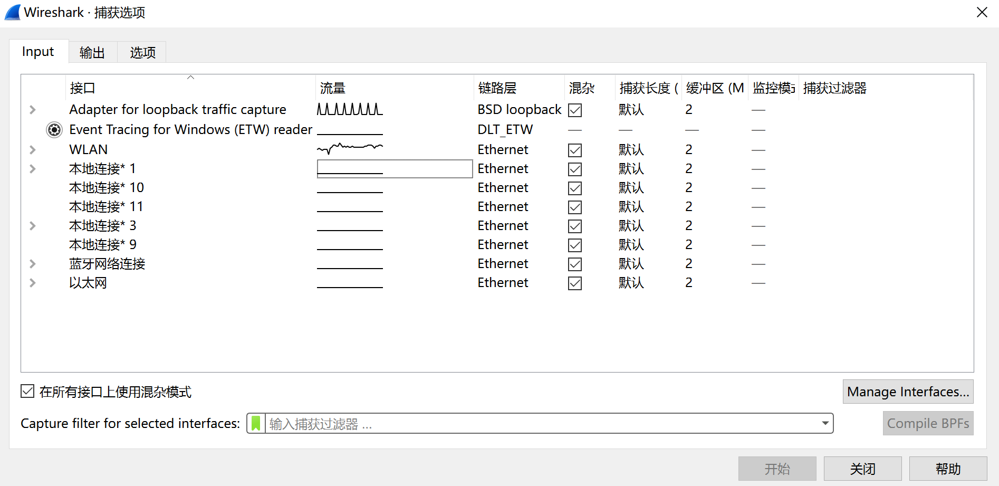 Wireshark · 捕获选项
Input 输出 选项
接口 流量 链路层 混杂 捕获长度 ( 缓冲区 (M 监控模 捕获过滤器
Adapter for loopback traffic capture BSD loopback 默认 2 —
Event Tracing for Windows (ETW) reader DLT_ETW — — — —
WLAN Ethernet 默认 2 —
本地连接* 1 Ethernet 默认 2 —
本地连接* 10 Ethernet 默认 2 —
本地连接* 11 Ethernet 默认 2 —
本地连接* 3 Ethernet 默认 2 —
本地连接* 9 Ethernet 默认 2 —
蓝牙网络连接 Ethernet 默认 2 —
以太网 Ethernet 默认 2 —
在所有接口上使用混杂模式 Manage Interfaces...
Capture filter for selected interfaces: 输入捕获过滤器 ... Compile BPFs
开始 关闭 帮助